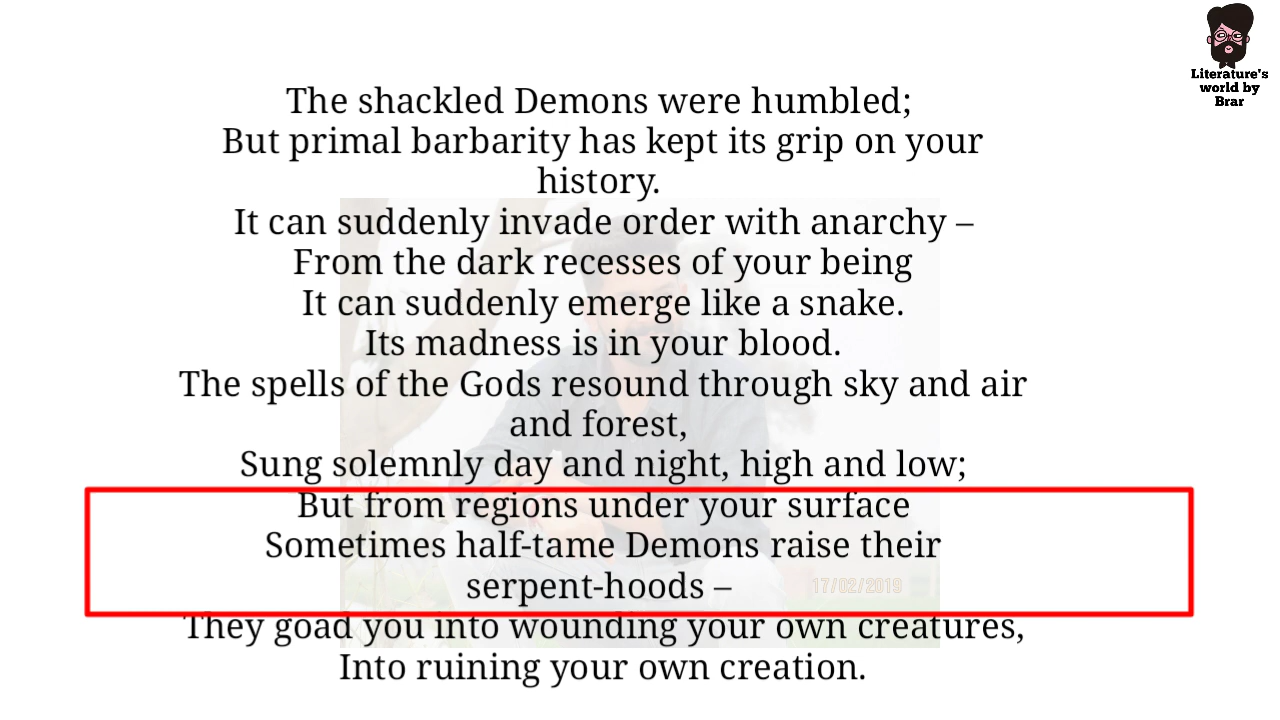 Literature's
world by
Brar
The shackled Demons were humbled;
But primal barbarity has kept its grip on your
history.
It can suddenly invade order with anarchy –
From the dark recesses of your being
It can suddenly emerge like a snake.
Its madness is in your blood.
The spells of the Gods resound through sky and air
and forest,
Sung solemnly day and night, high and low;
But from regions under your surface
Sometimes half-tame Demons raise their
serpent-hoods –
17/02/2019
They goad you into wounding your own creatures,
Into ruining your own creation.